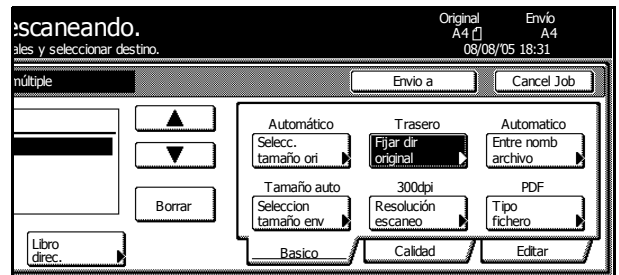 escaneando.
ales y seleccionar destino.
Original Envío
A4 A4
08/08/'05 18:31
núltiple
Envio a
Cancel Job
Automático
Selecc.
tamaño ori
Trasero
Fijar dir
original
Automatico
Entre nomb
archivo
Borrar
Tamaño auto
Seleccion
tamaño env
300dpi
Resolución
escaneo
PDF
Tipo
fichero
Libro
direc.
Basico
Calidad
Editar